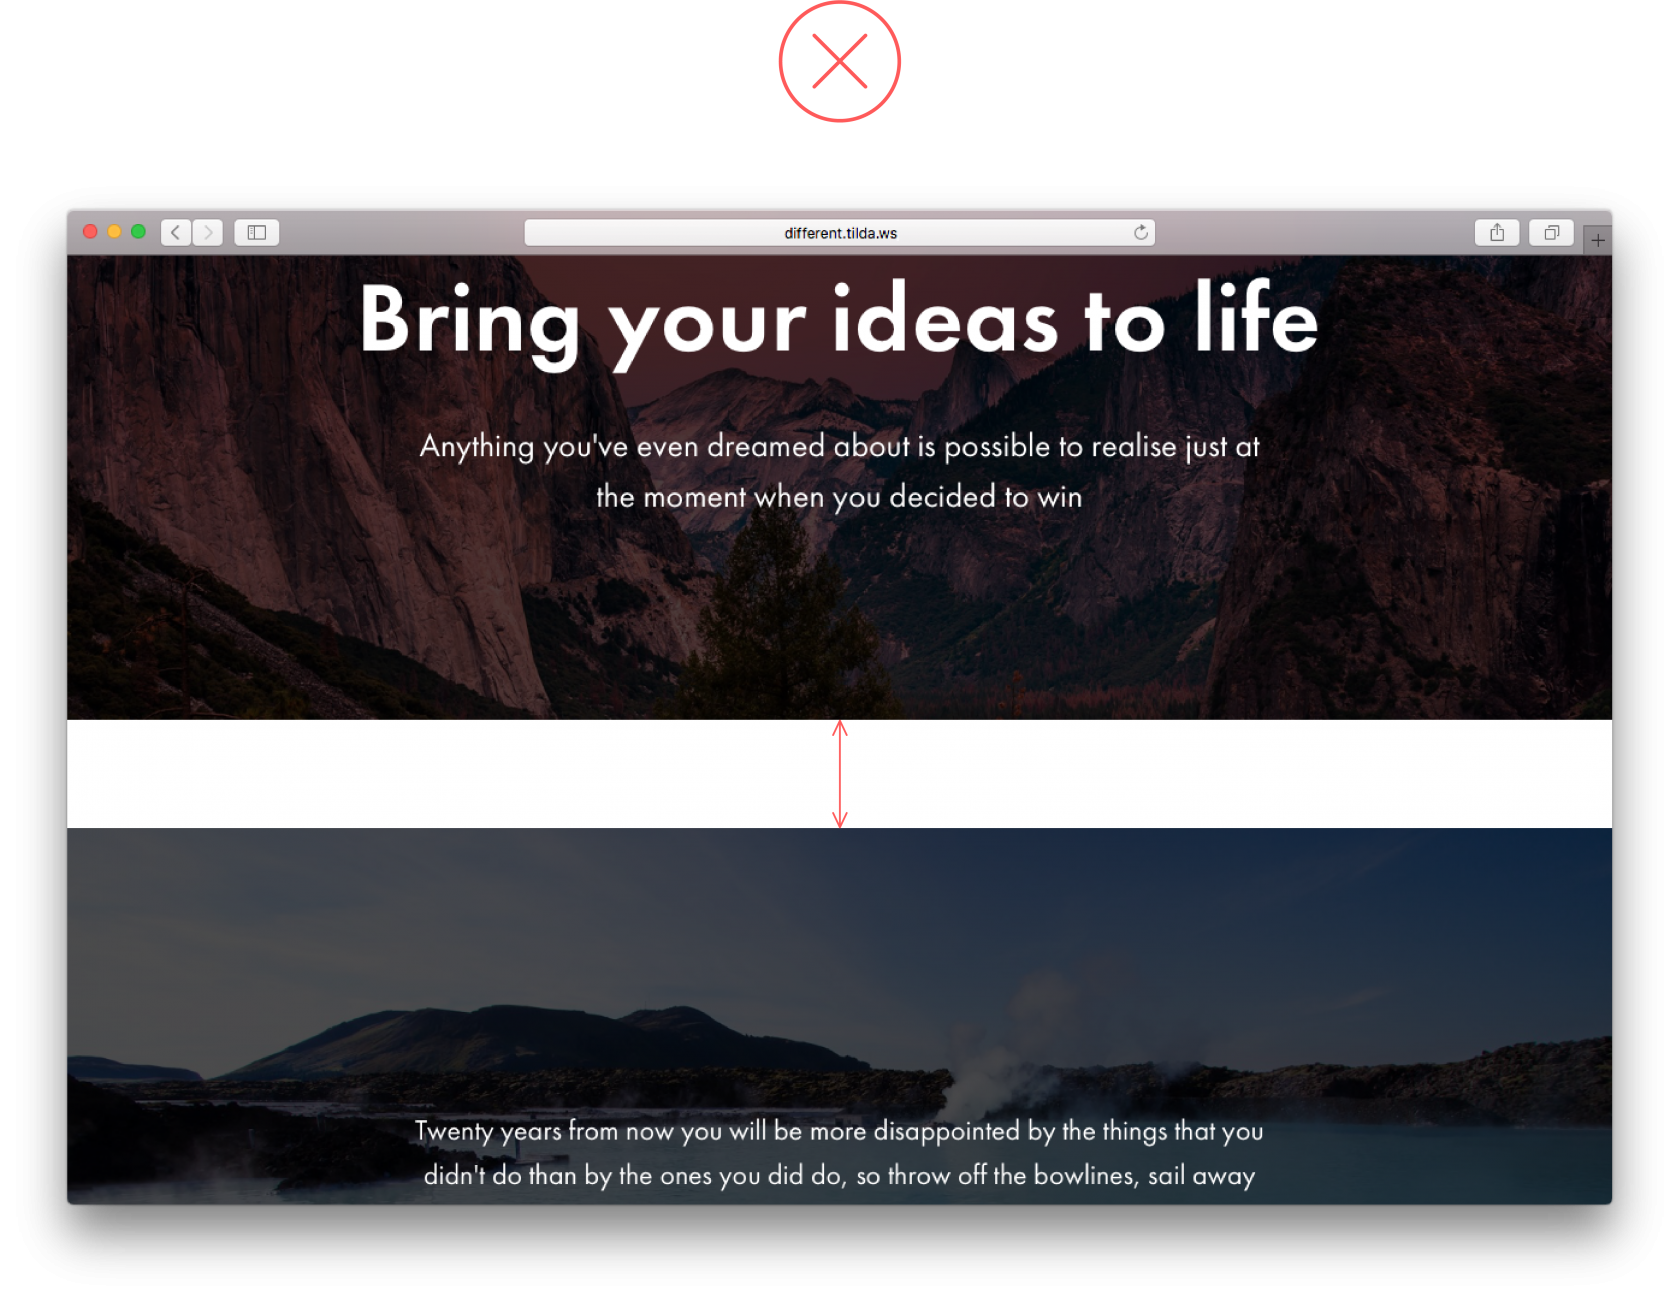 different.tilda.ws
Bring your ideas to life
Anything you've even dreamed about is possible to realise just at
the moment when you decided to win
Twenty years from now you will be more disappointed by the things that you
didn't do than by the ones you did do, so throw off the bowlines, sail away